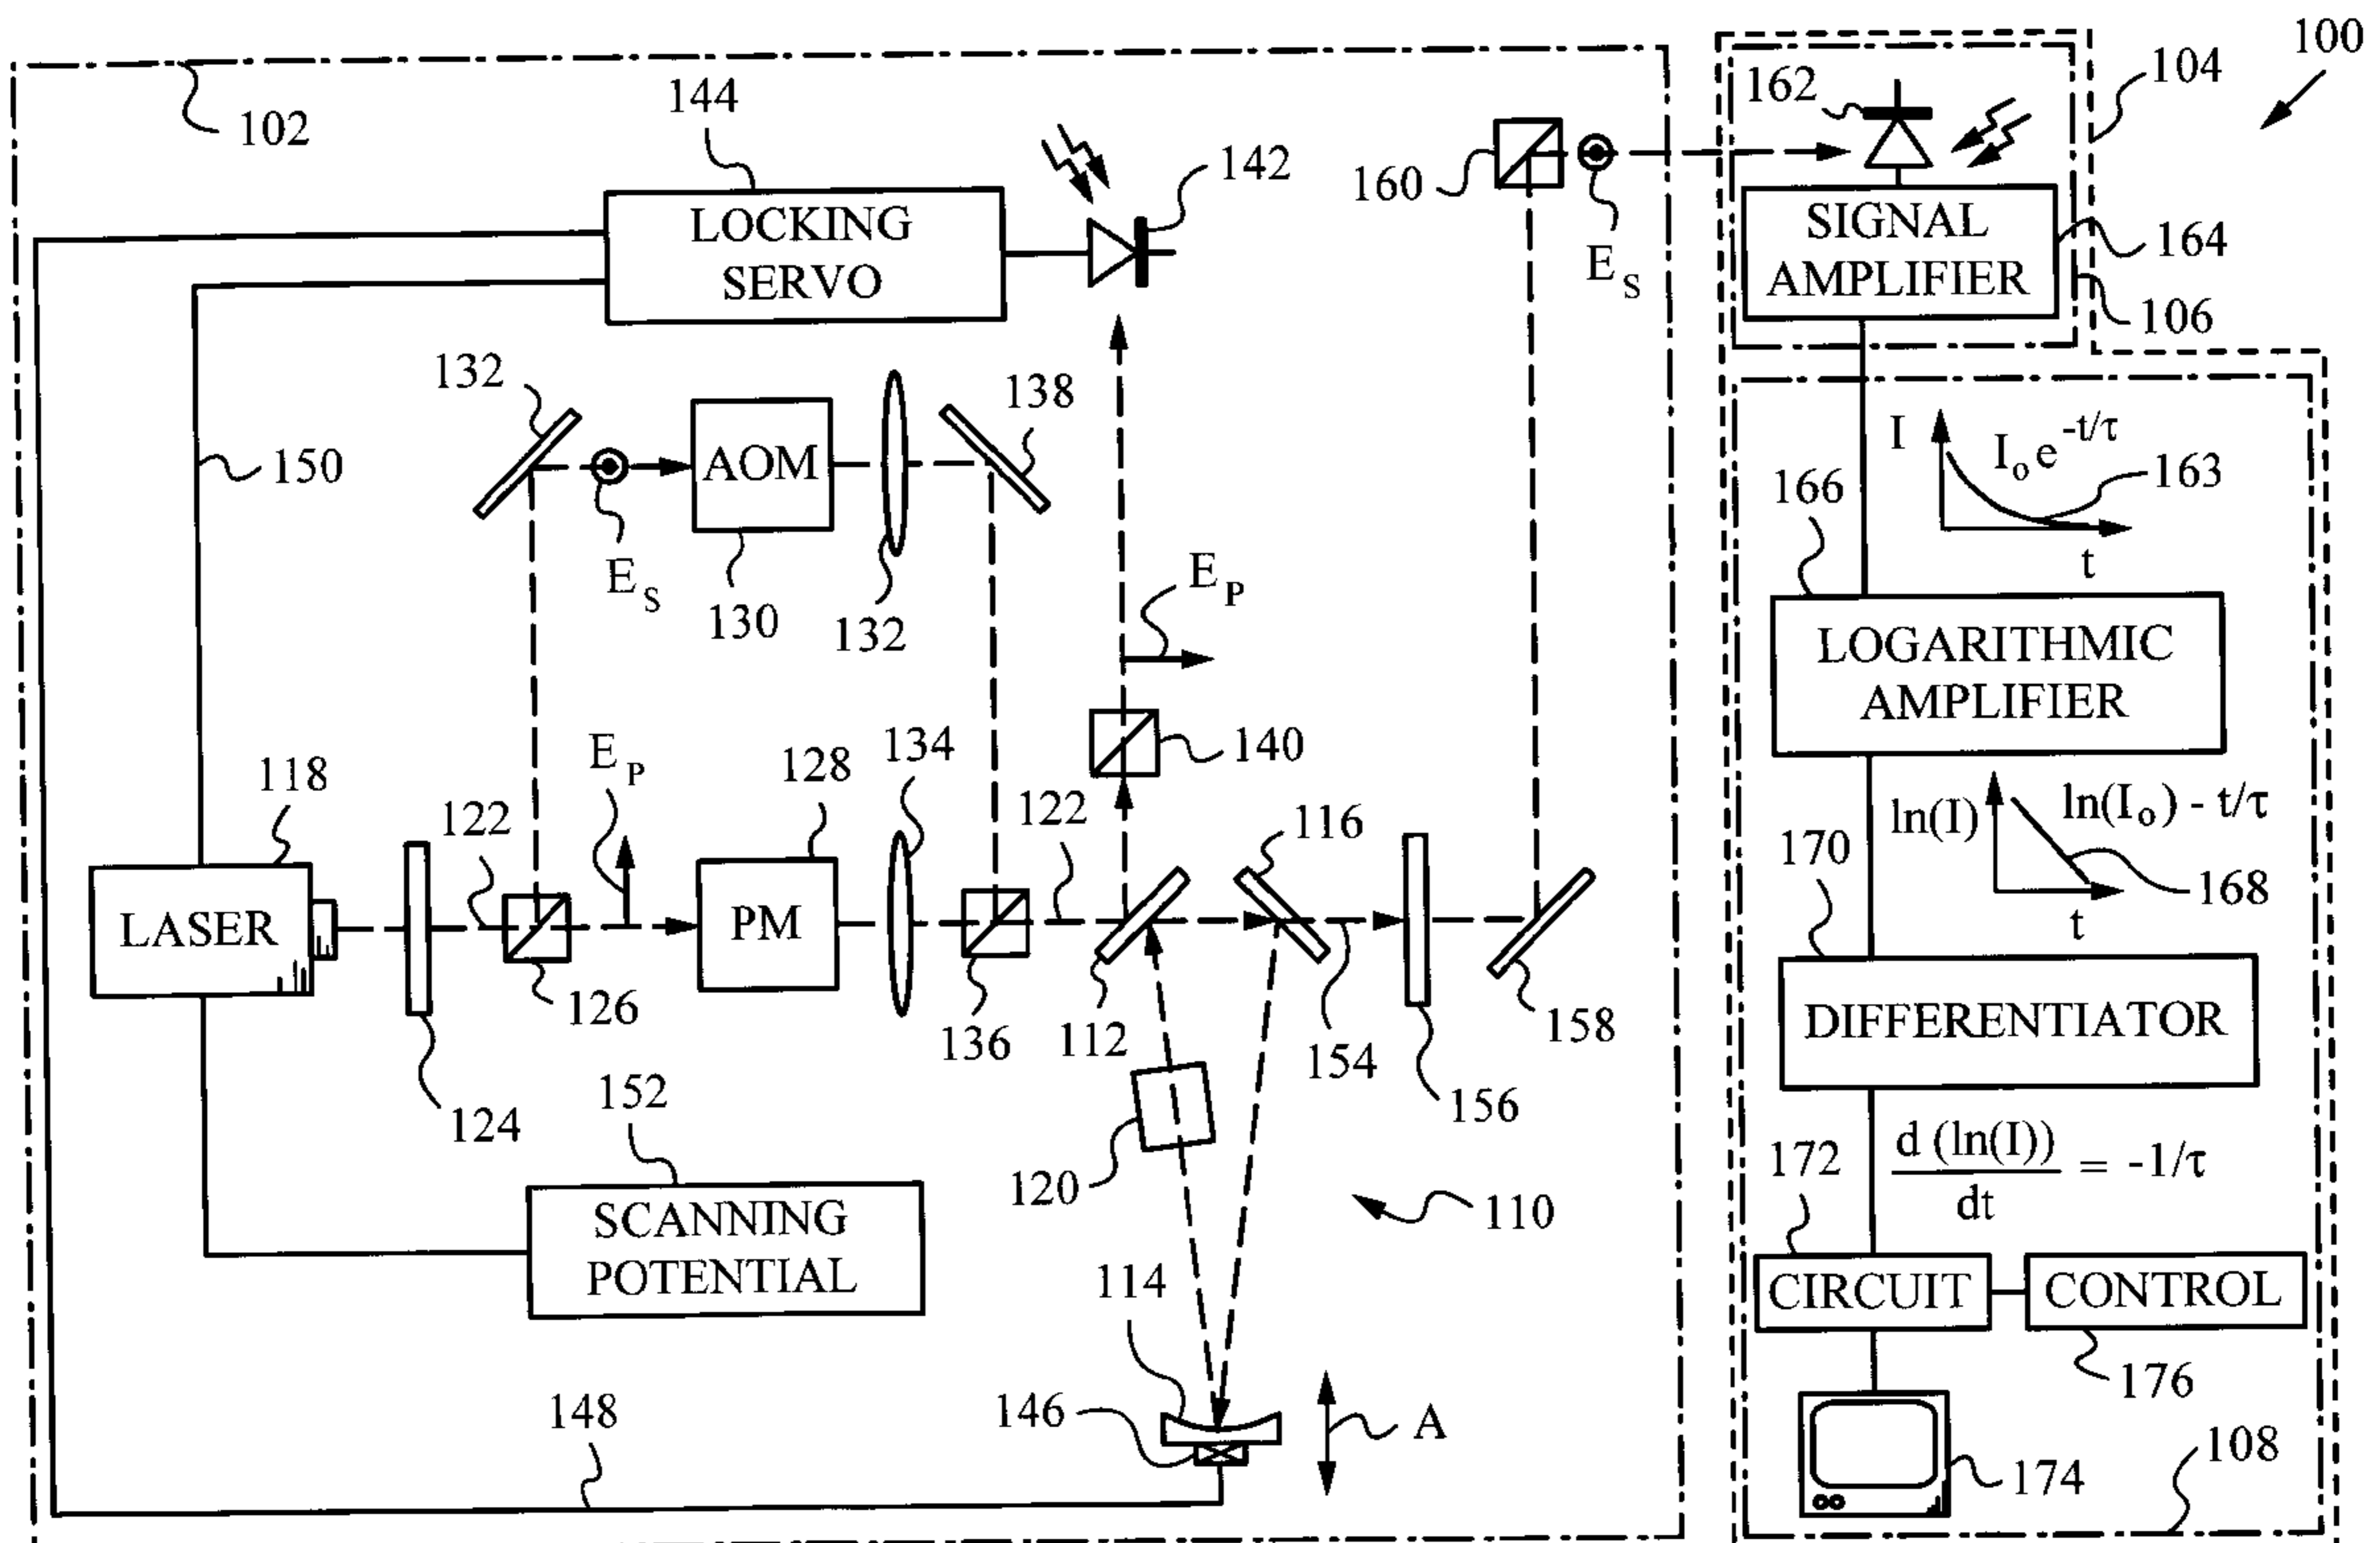 100
104
162
102
144
142
160
LOCKING
SERVO
E_S
SIGNAL
AMPLIFIER
164
106
132
138
150
AOM
E_S
130
132
I
I_o e^{-t/τ}
163
t
166
E_P
LOGARITHMIC
AMPLIFIER
140
E_P
134
128
118
122
122
116
ln(I)
ln(I_o) - t/τ
168
t
170
LASER
PM
126
136
112
154
158
DIFFERENTIATOR
124
152
120
156
110
172
d (ln(I))
dt
= -1/τ
SCANNING
POTENTIAL
114
CIRCUIT
CONTROL
176
148
146
A
174
108